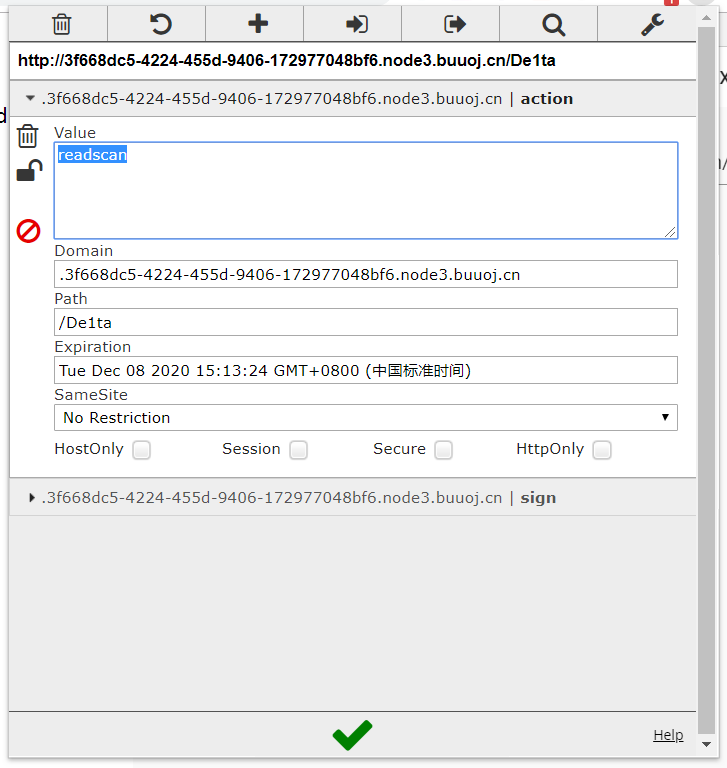 http://3f668dc5-4224-455d-9406-172977048bf6.node3.buuoj.cn/De1ta
.3f668dc5-4224-455d-9406-172977048bf6.node3.buuoj.cn | action
Value
readscan
Domain
.3f668dc5-4224-455d-9406-172977048bf6.node3.buuoj.cn
Path
/De1ta
Expiration
Tue Dec 08 2020 15:13:24 GMT+0800 (中国标准时间)
SameSite
No Restriction
HostOnly Session Secure HttpOnly
.3f668dc5-4224-455d-9406-172977048bf6.node3.buuoj.cn | sign
Help